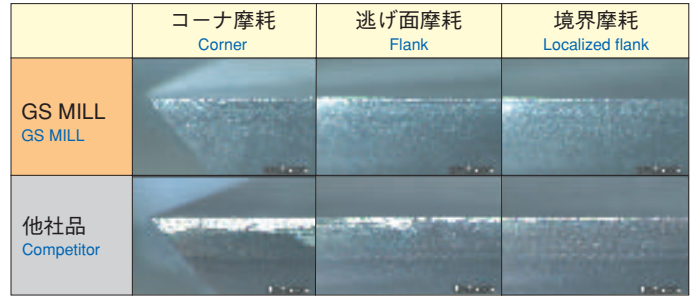 コーナ摩耗
Corner
逃げ面摩耗
Flank
境界摩耗
Localized flank
GS MILL
GS MILL
他社品
Competitor